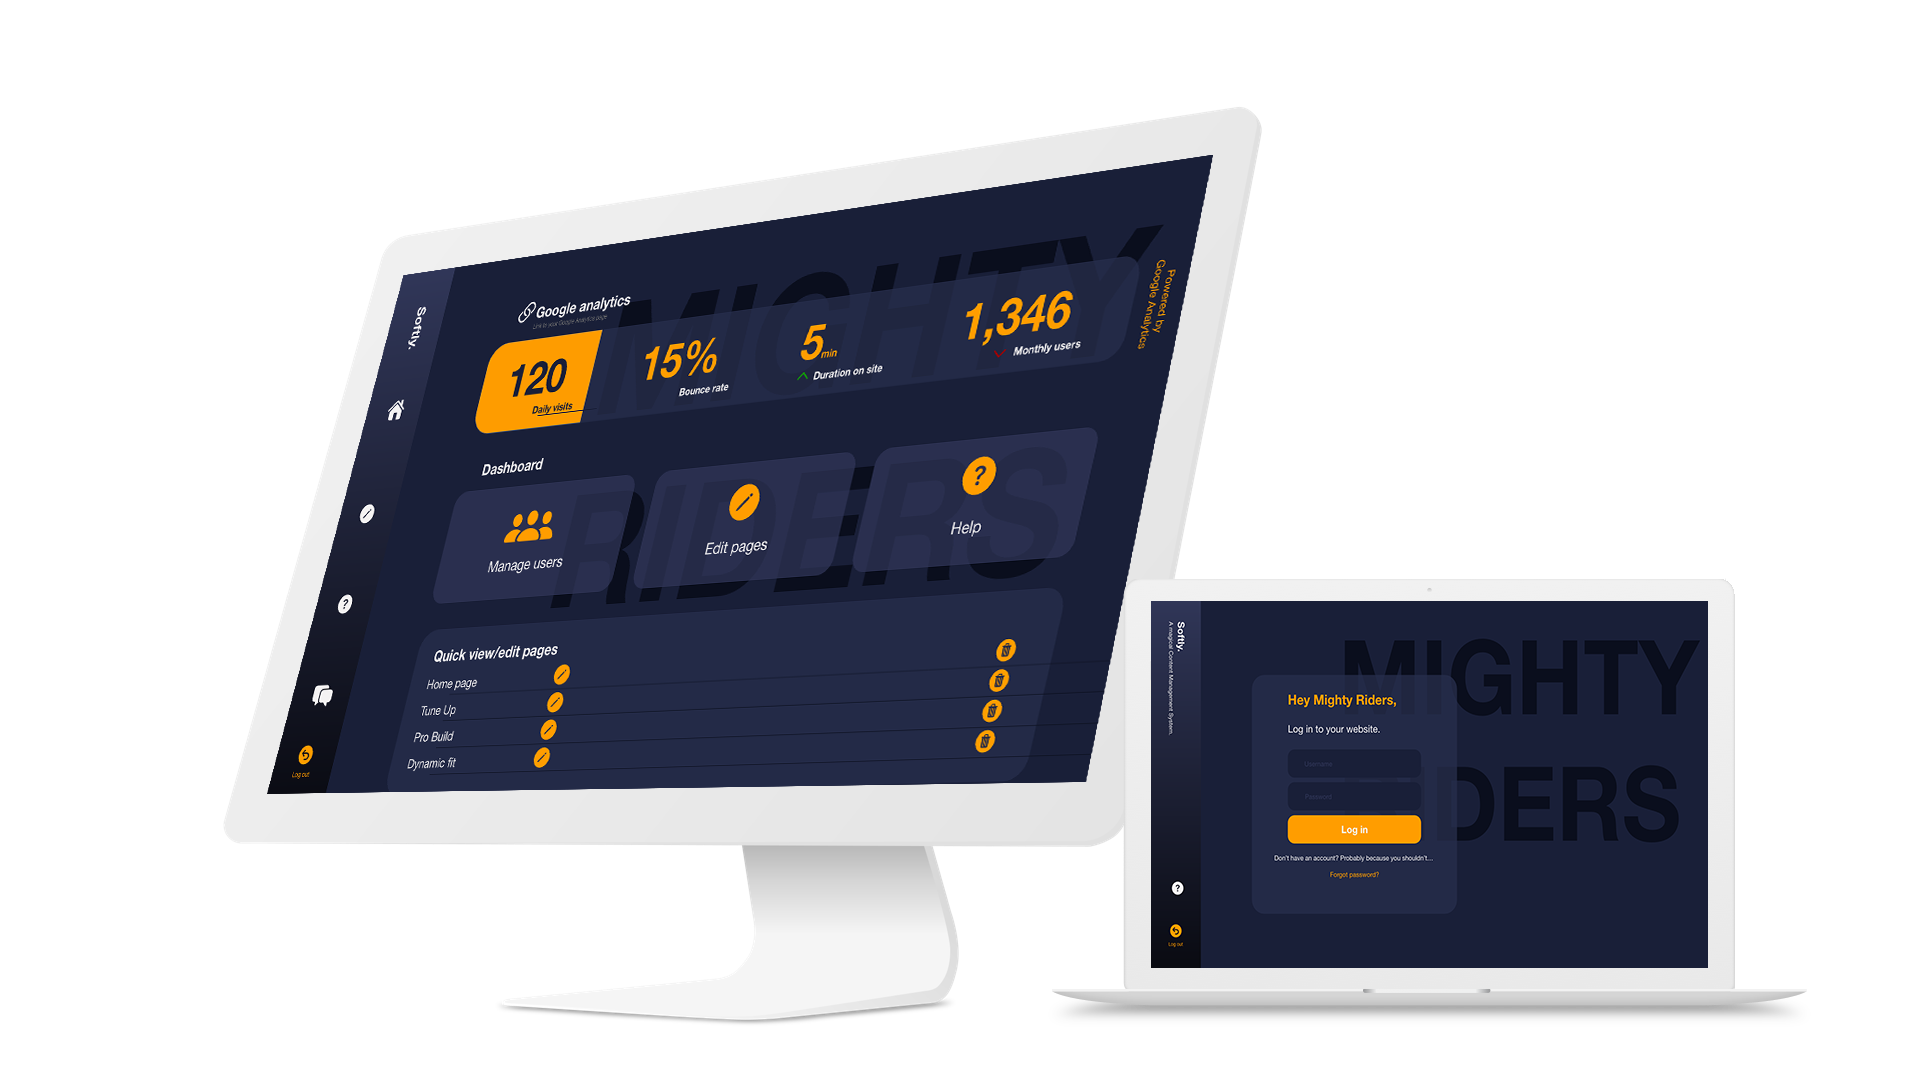 Softly.
Log out
MIGHTY
RIDERS
Google analytics
Link to your Google Analytics page
120
Daily visits
15%
Bounce rate
5min
Duration on site
1,346
Monthly users
Powered by
Google Analytics
Dashboard
Manage users
Edit pages
?
Help
?
Quick view/edit pages
Home page
Tune Up
Pro Build
Dynamic fit
Softly.
A magical Content Management System.
?
Log out
MIGHTY
RIDERS
Hey Mighty Riders,
Log in to your website.
Username
Password
Log in
Don't have an account? Probably because you shouldn't...
Forgot password?